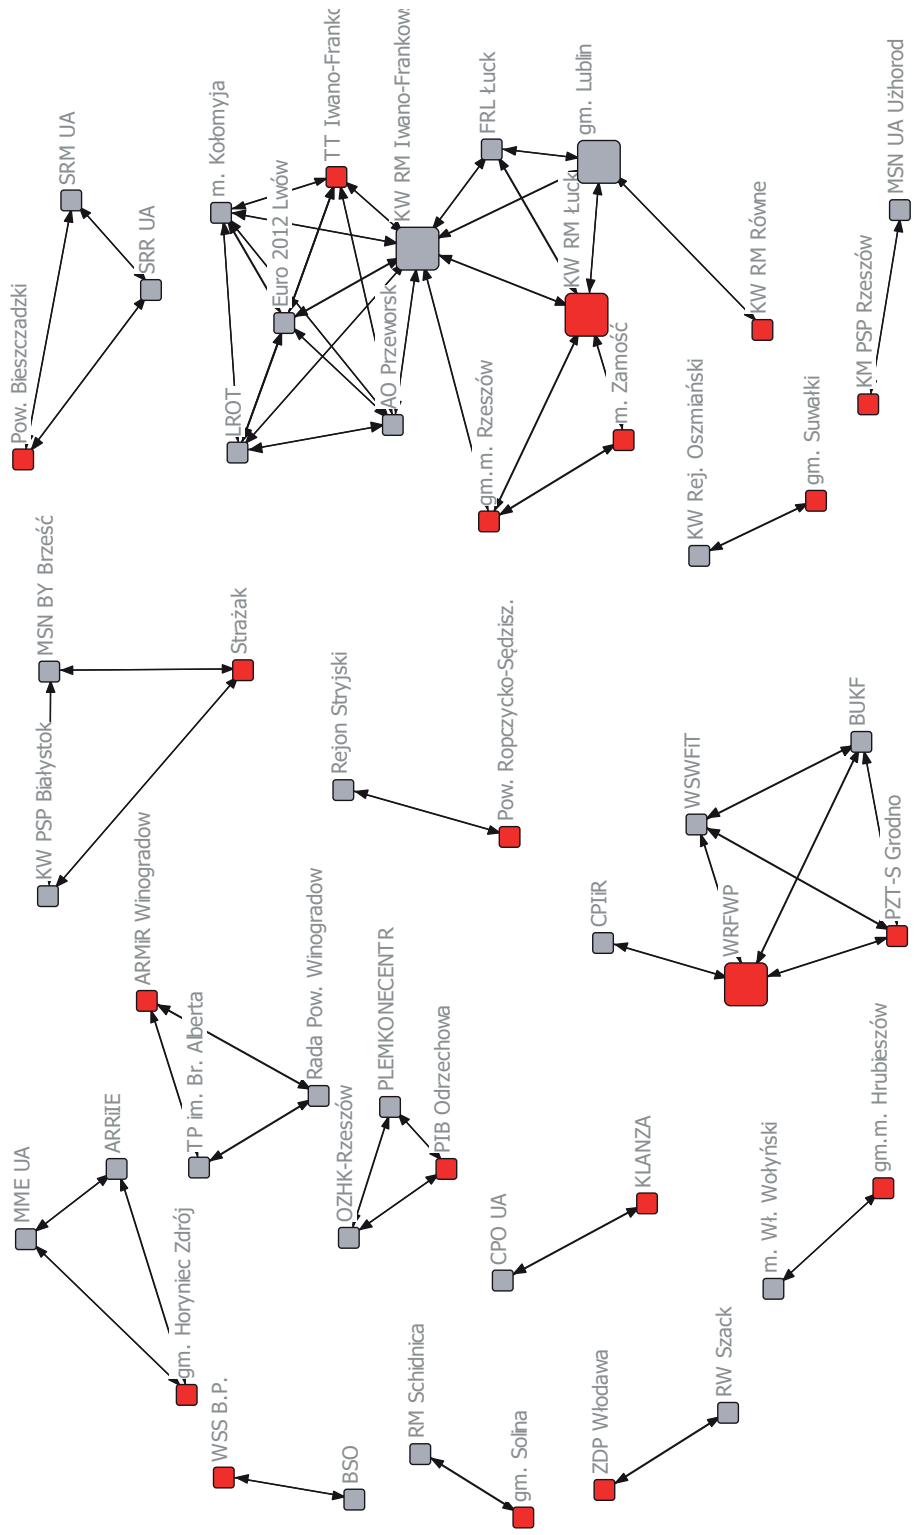 SRM UA
SRR UA
Pow. Bieszczadzki
m. Kołomyja
TT Iwano-Frankc
KW RM Iwano-Frankows
Euro 2012 Lwów
LROT
AO Przeworsk
FRL Łuck
gm. Lublin
KW RM Łuck
gm.m. Rzeszów
m. Zamość
KW RM Równe
MSN UA Użhorod
KM PSP Rzeszów
KW Rej. Oszmiański
gm. Suwałki
MSN BY Brześć
KW PSP Białystok
Strażak
Rejon Stryjski
Pow. Ropczycko-Sędzisz.
WSWFiT
BUKF
CPIiR
WRFWP
PZT-S Grodno
ARMiR Winogradow
TP im. Br. Alberta
Rada Pow. Winogradow
PLEMKONECENTR
OZHK-Rzeszów
PIB Odrzechowa
MME UA
ARRiIE
gm. Horyniec Zdrój
CPO UA
KLANZA
m. Wł. Wołyński
gm.m. Hrubieszów
WSS B.P.
BSO
RM Schidnica
gm. Solina
ZDP Włodawa
RW Szack